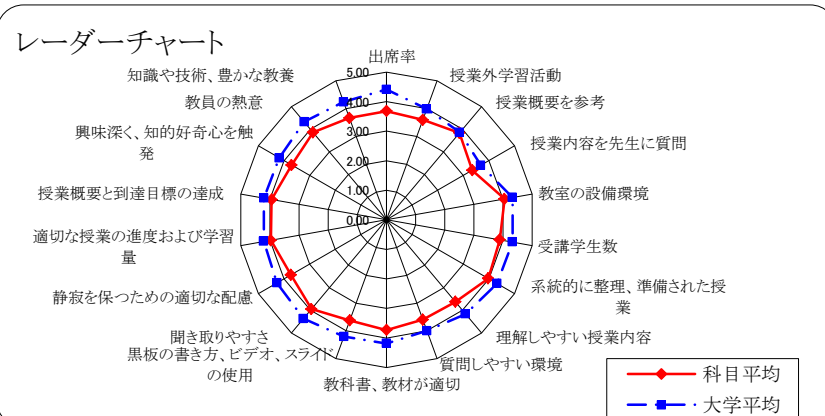 レーダーチャート
出席率
授業外学習活動
授業概要を参考
授業内容を先生に質問
教室の設備環境
受講学生数
系統的に整理、準備された授
業
理解しやすい授業内容
質問しやすい環境
教科書、教材が適切
黒板の書き方、ビデオ、スライド
の使用
聞き取りやすさ
静寂を保つための適切な配慮
適切な授業の進度および学習
量
授業概要と到達目標の達成
興味深く、知的好奇心を触
発
教員の熱意
知識や技術、豊かな教養
5.00
4.00
3.00
2.00
1.00
0.00
科目平均
大学平均